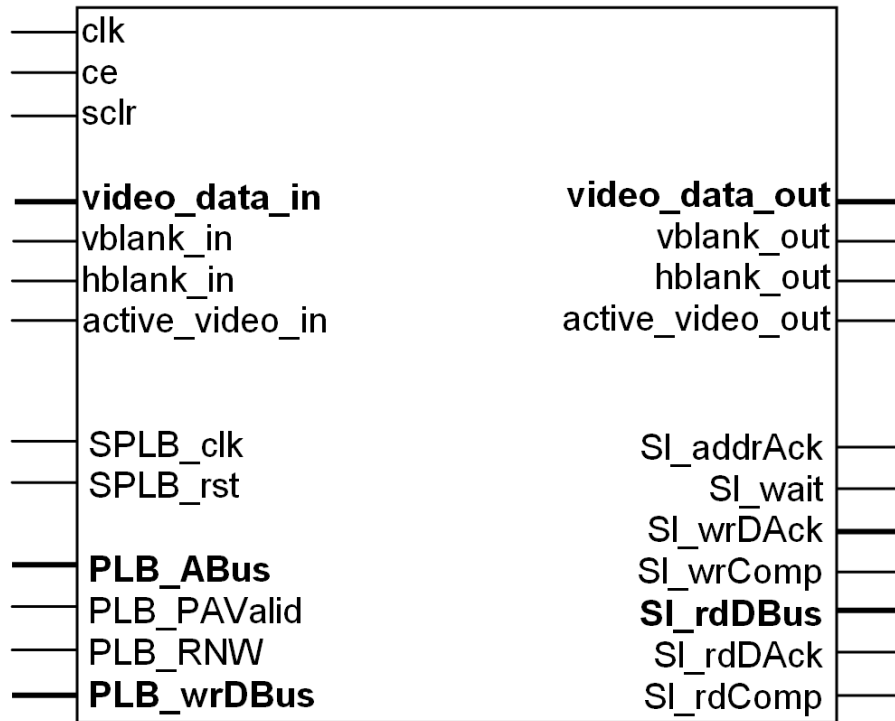 clk
ce
sclr
video_data_in
vblank_in
hblank_in
active_video_in
SPLB_clk
SPLB_rst
PLB_ABus
PLB_PAValid
PLB_RNW
PLB_wrDBus
video_data_out
vblank_out
hblank_out
active_video_out
Sl_addrAck
Sl_wait
Sl_wrDAck
Sl_wrComp
Sl_rdDBus
Sl_rdDAck
Sl_rdComp